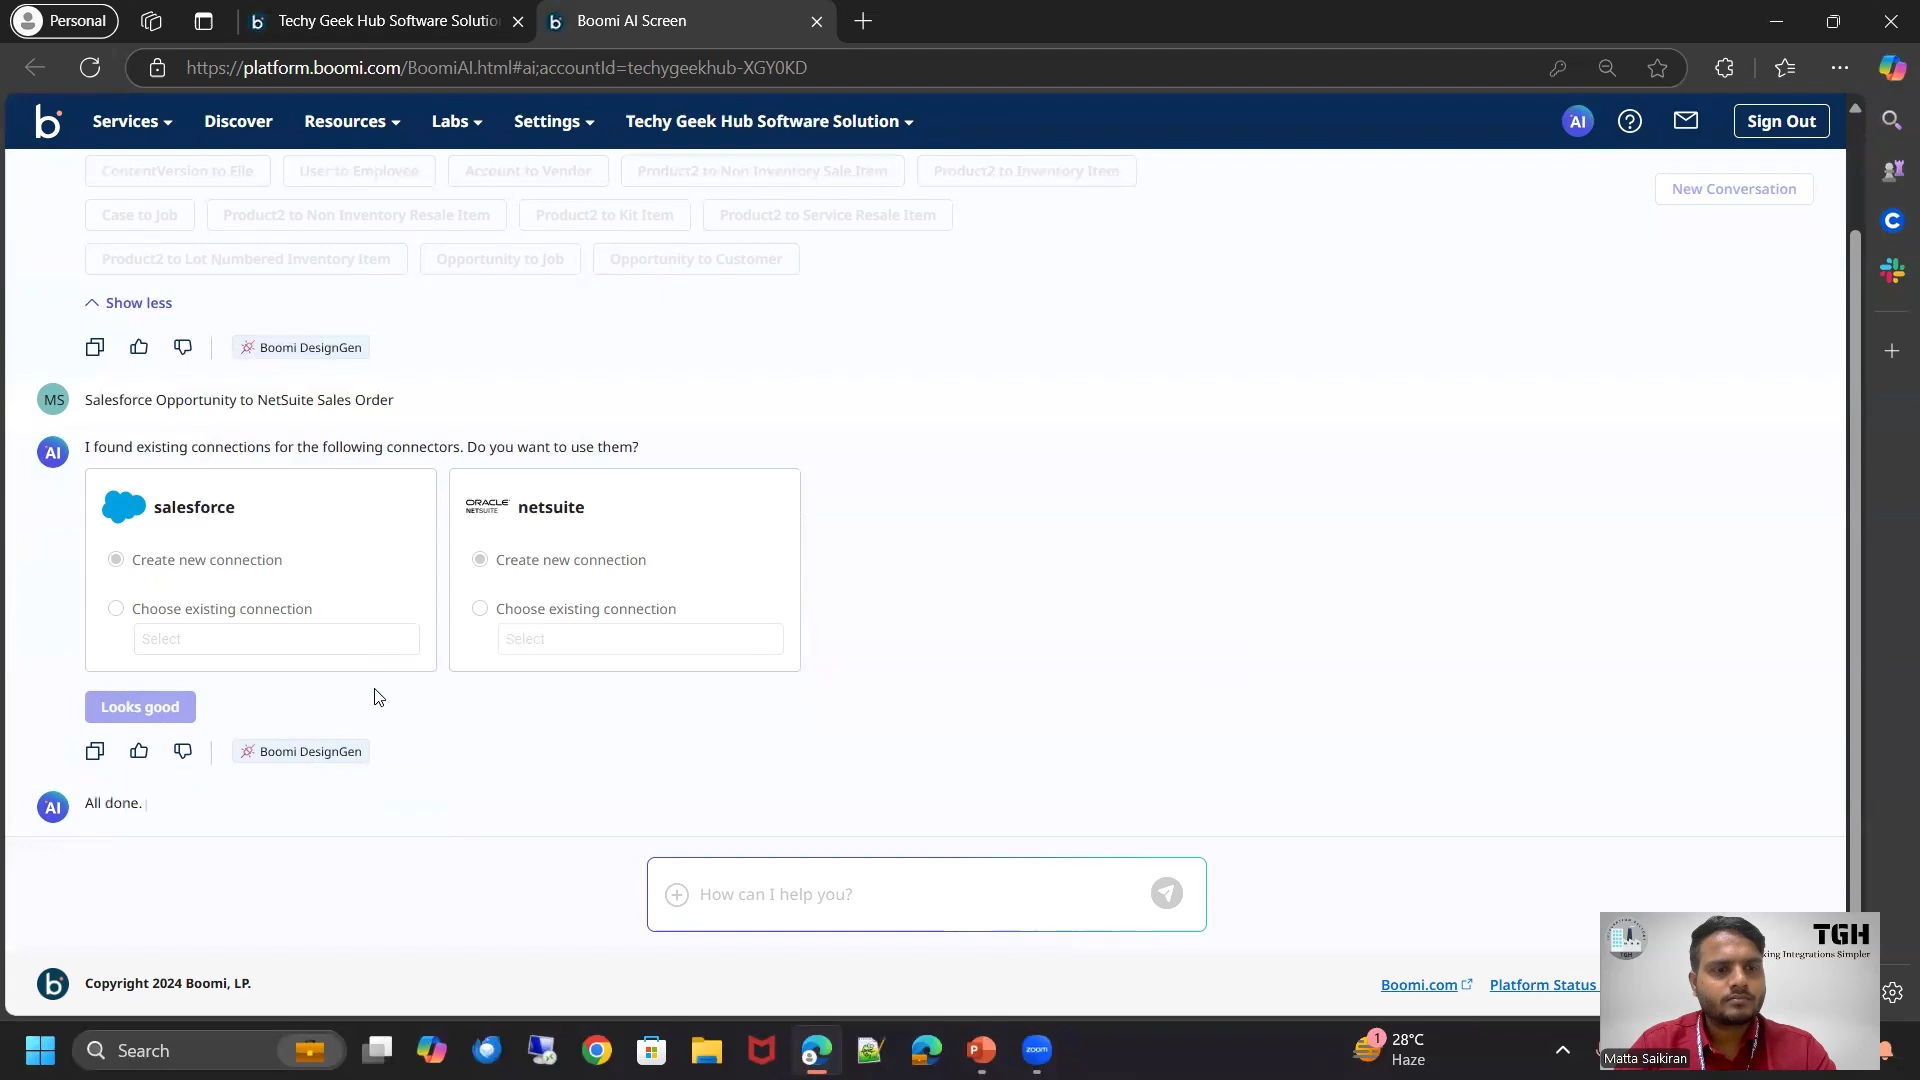 Personal
Techy Geek Hub Software Solutio
Boomi AI Screen
https://platform.boomi.com/BoomiAI.html#ai;accountId=techygeekhub-XGY0KD
b Services Discover Resources Labs Settings Techy Geek Hub Software Solution AI Sign Out
ContentVersion to File User to Employee Account to Vendor Product2 to Non Inventory Sale Item Product2 to Inventory Item
New Conversation
Case to Job Product2 to Non Inventory Resale Item Product2 to Kit Item Product2 to Service Resale Item
Product2 to Lot Numbered Inventory Item Opportunity to Job Opportunity to Customer
Show less
Boomi DesignGen
MS Salesforce Opportunity to NetSuite Sales Order
AI I found existing connections for the following connectors. Do you want to use them?
salesforce
ORACLE
NETSUITE
netsuite
Create new connection Create new connection
Choose existing connection Choose existing connection
Select Select
Looks good
Boomi DesignGen
AI All done.
How can I help you?
b Copyright 2024 Boomi, LP.
Boomi.com Platform Status
TGH
king Integrations Simpler
TGH
Matta Saikiran
Search
zoom
1
28°C
Haze